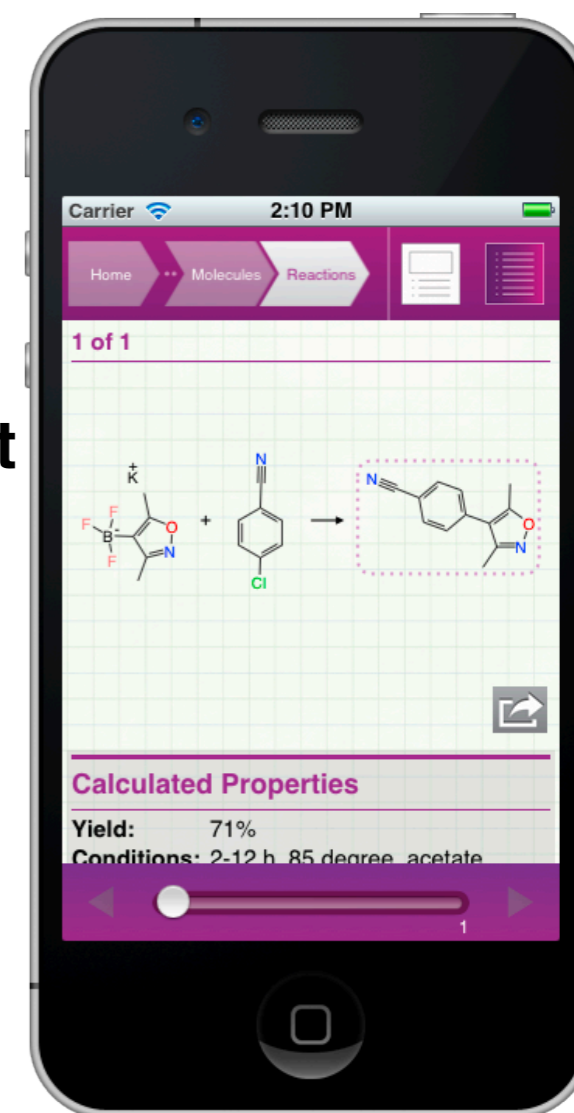 Carrier 2:10 PM
Home •• Molecules Reactions
1 of 1
t
+
K
N
F F B- F O N
+
Cl
N O N
Calculated Properties
Yield: 71%
Conditions: 2-12 h, 85 degree, acetate
1